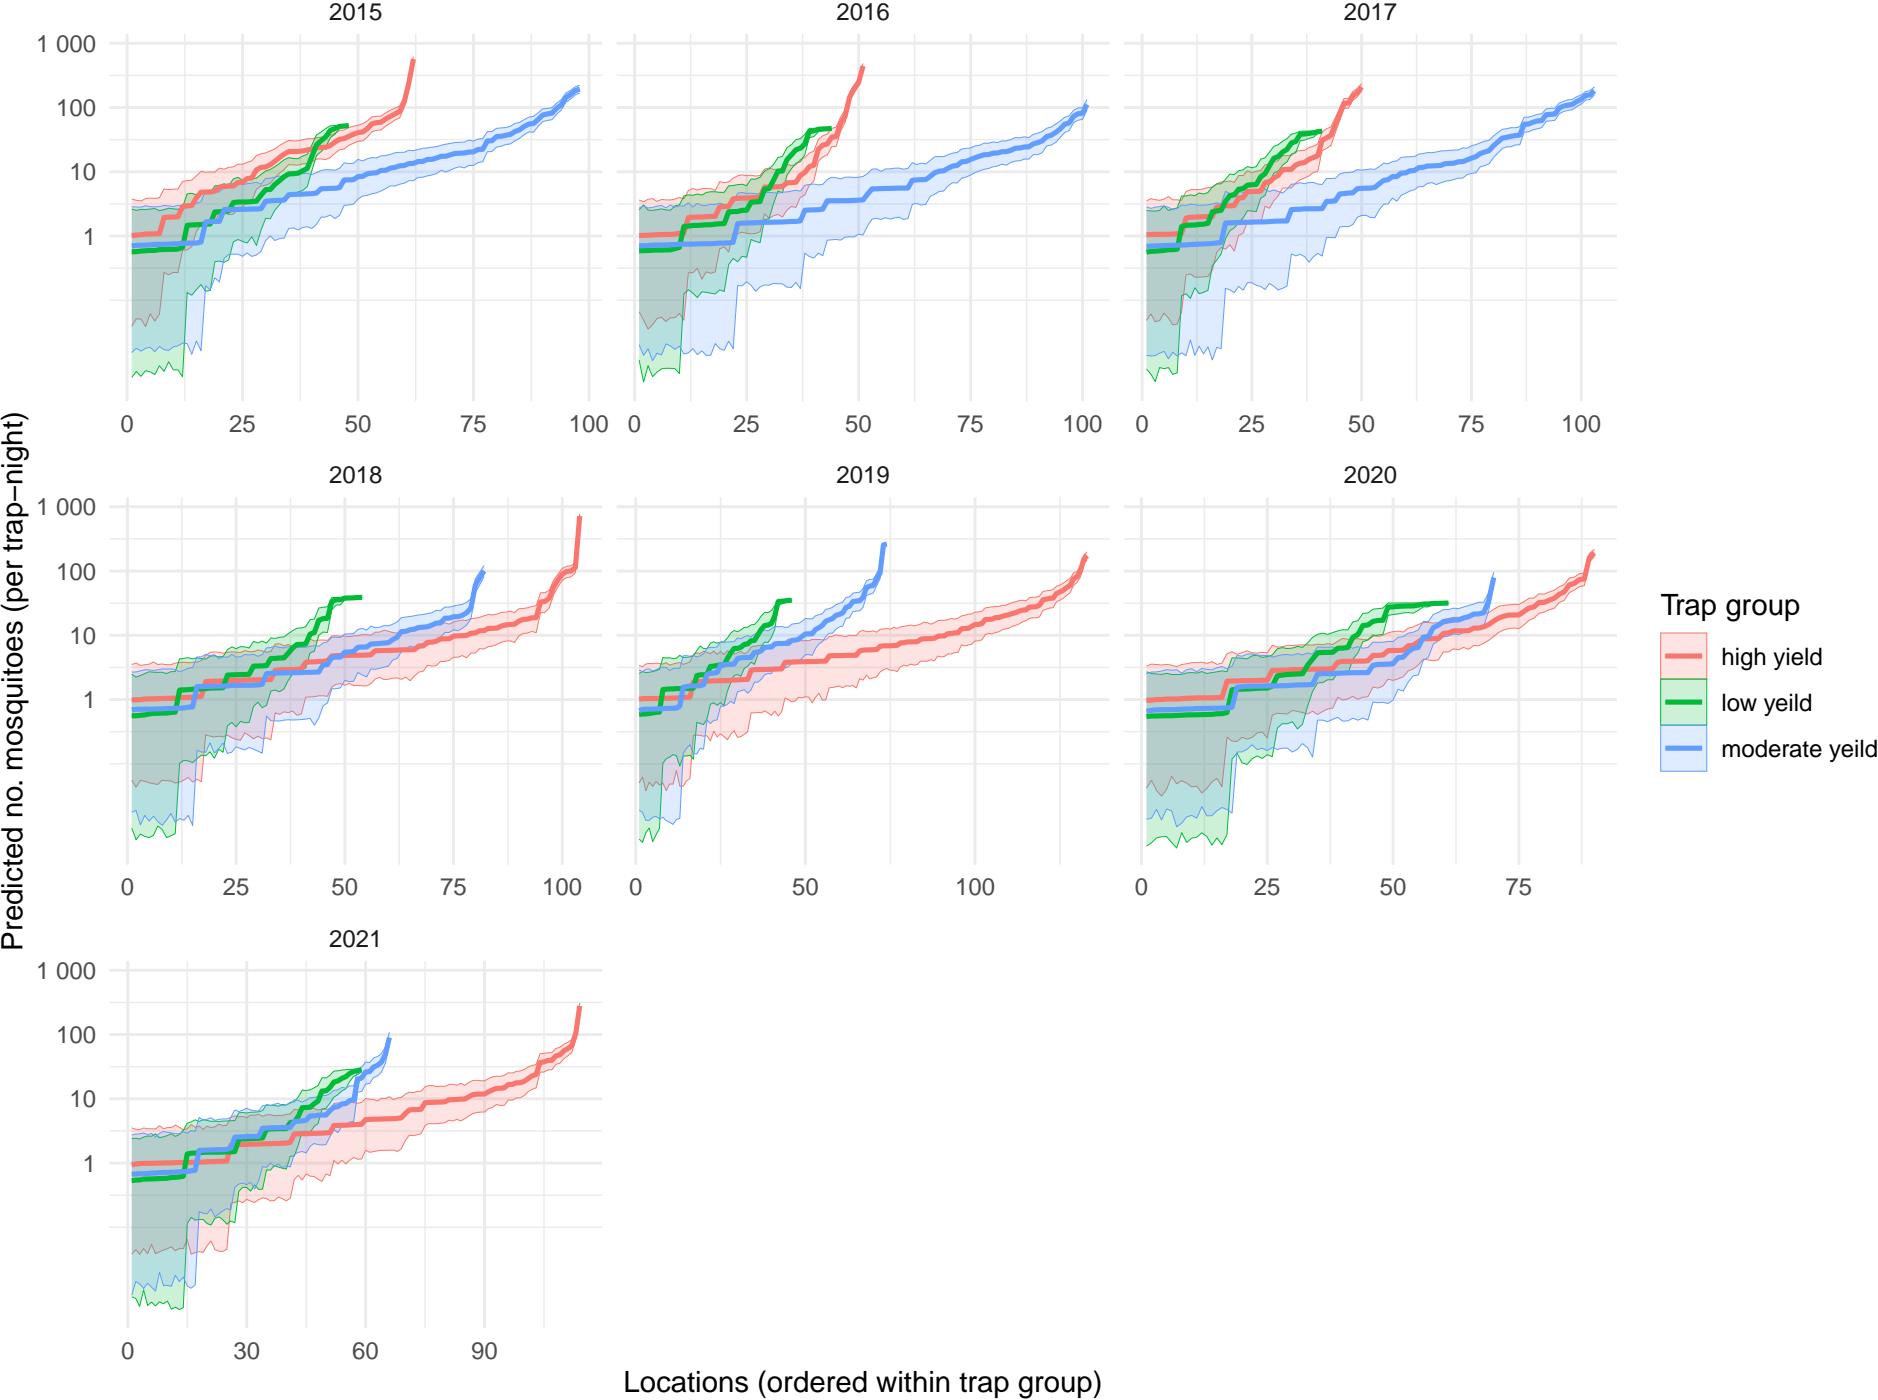 2015
2016
2017
1 000
100
10
1
0 25 50 75 100
0 25 50 75 100
0 25 50 75 100
2018
2019
2020
1 000
100
10
1
0 25 50 75 100
0 50 100
0 25 50 75
2021
1 000
100
10
1
0 30 60 90
Locations (ordered within trap group)
Predicted no. mosquitoes (per trap−night)
Trap group
high yield
low yeild
moderate yeild